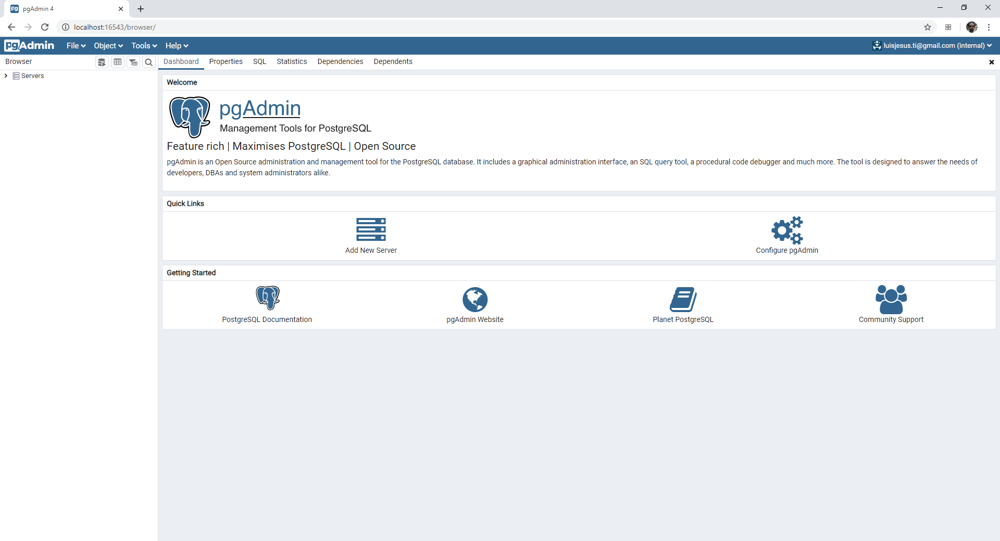 pgAdmin 4
localhost:16543/browser/
pgAdmin File Object Tools Help luisjesus.ti@gmail.com (internal)
Browser Dashboard Properties SQL Statistics Dependencies Dependents
Servers
Welcome
pgAdmin
Management Tools for PostgreSQL
Feature rich | Maximises PostgreSQL | Open Source
pgAdmin is an Open Source administration and management tool for the PostgreSQL database. It includes a graphical administration interface, an SQL query tool, a procedural code debugger and much more. The tool is designed to answer the needs of
developers, DBAs and system administrators alike.
Quick Links
Add New Server Configure pgAdmin
Getting Started
PostgreSQL Documentation pgAdmin Website Planet PostgreSQL Community Support